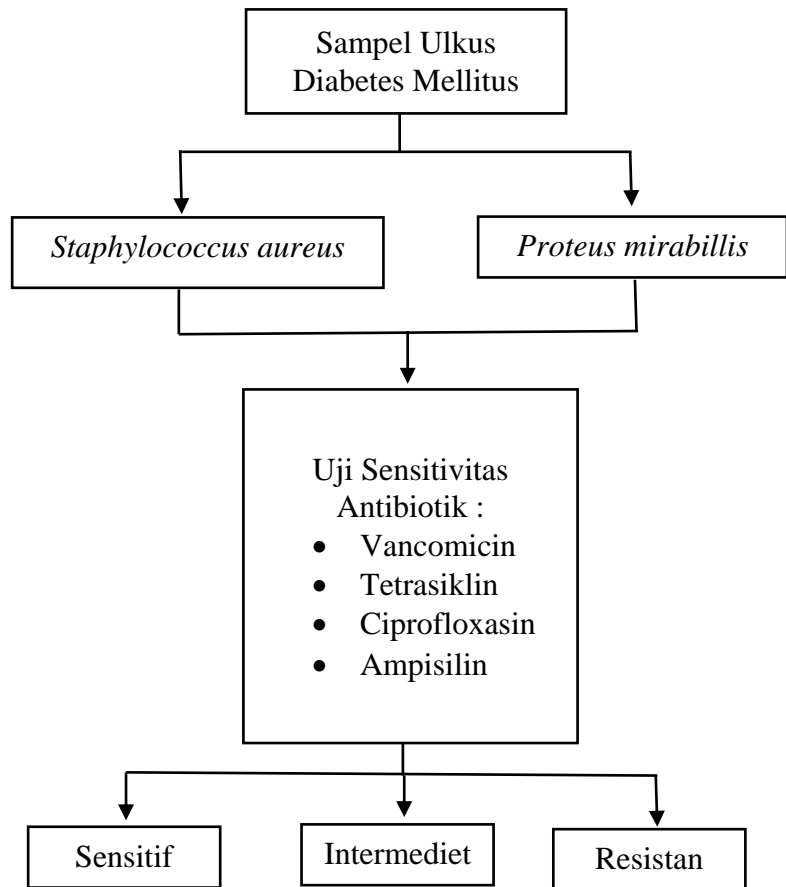 Sampel Ulkus
Diabetes Mellitus
Staphylococcus aureus
Proteus mirabillis
Uji Sensitivitas
Antibiotik :
• Vancomicin
• Tetrasiklin
• Ciprofloxasin
• Ampisilin
Sensitif
Intermediet
Resistan